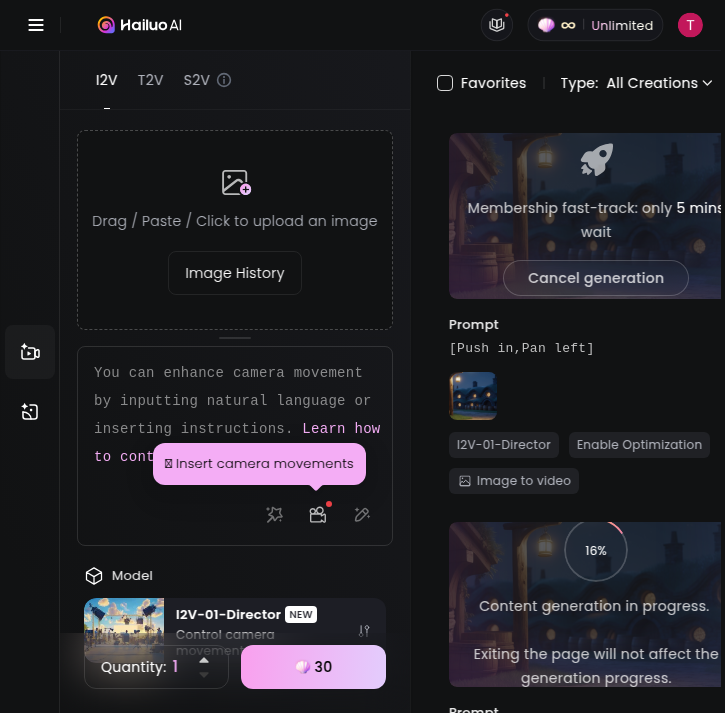 Hailuo AI
∞ Unlimited
T
I2V T2V S2V
Favorites
Type: All Creations
Drag / Paste / Click to upload an image
Image History
You can enhance camera movement
by inputting natural language or
inserting instructions. Learn how
to cont
Insert camera movements
Model
I2V-01-Director NEW
Control camera
movement
Quantity: 1
30
Membership fast-track: only 5 mins
wait
Cancel generation
Prompt
[Push in,Pan left]
I2V-01-Director
Enable Optimization
Image to video
16%
Content generation in progress.
Exiting the page will not affect the
generation progress.
Prompt